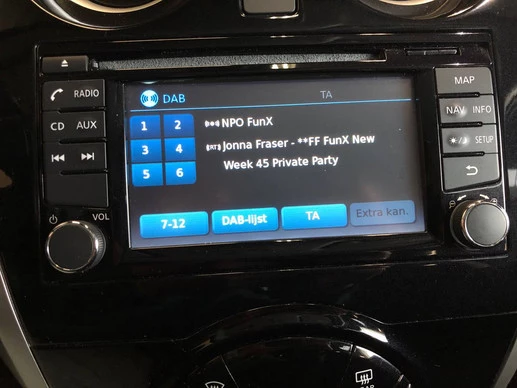 DAB
TA
RADIO
CD AUX
VOL
1 2
3 4
5 6
NPO FunX
(RT) Jonna Fraser - **FF FunX New
Week 45 Private Party
7-12
DAB-lijst
TA
Extra kan.
MAP
NAV INFO
SETUP